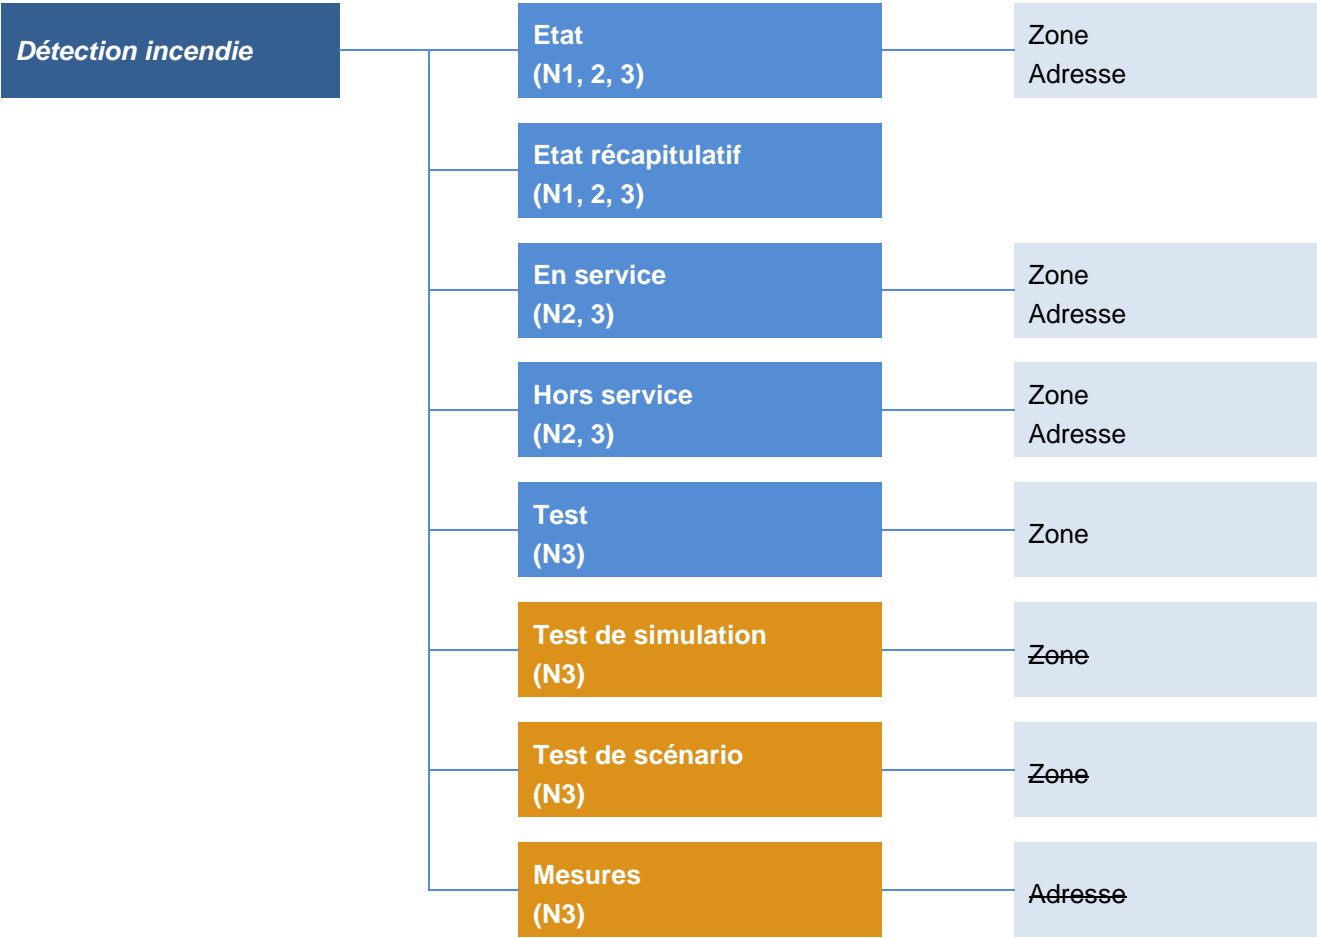 Détection incendie
Etat
(N1, 2, 3)
Zone
Adresse
Etat récapitulatif
(N1, 2, 3)
En service
(N2, 3)
Zone
Adresse
Hors service
(N2, 3)
Zone
Adresse
Test
(N3)
Zone
Test de simulation
(N3)
Zone
Test de scénario
(N3)
Zone
Mesures
(N3)
Adresse